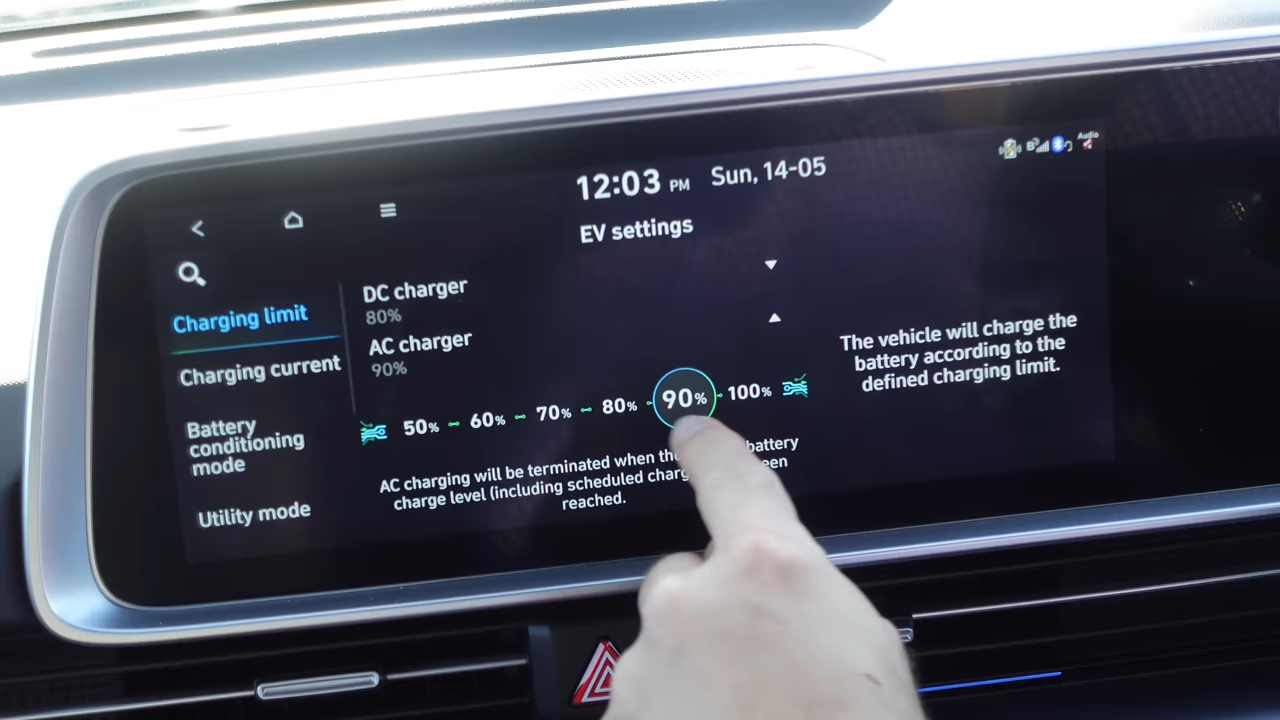 12:03 PM Sun, 14-05
Audio
EV settings
Charging limit
Charging current
Battery
conditioning
mode
Utility mode
DC charger
80%
AC charger
90%
50% 60% 70% 80% 90% 100%
AC charging will be terminated when the battery
charge level (including scheduled charg een
reached.
The vehicle will charge the
battery according to the
defined charging limit.